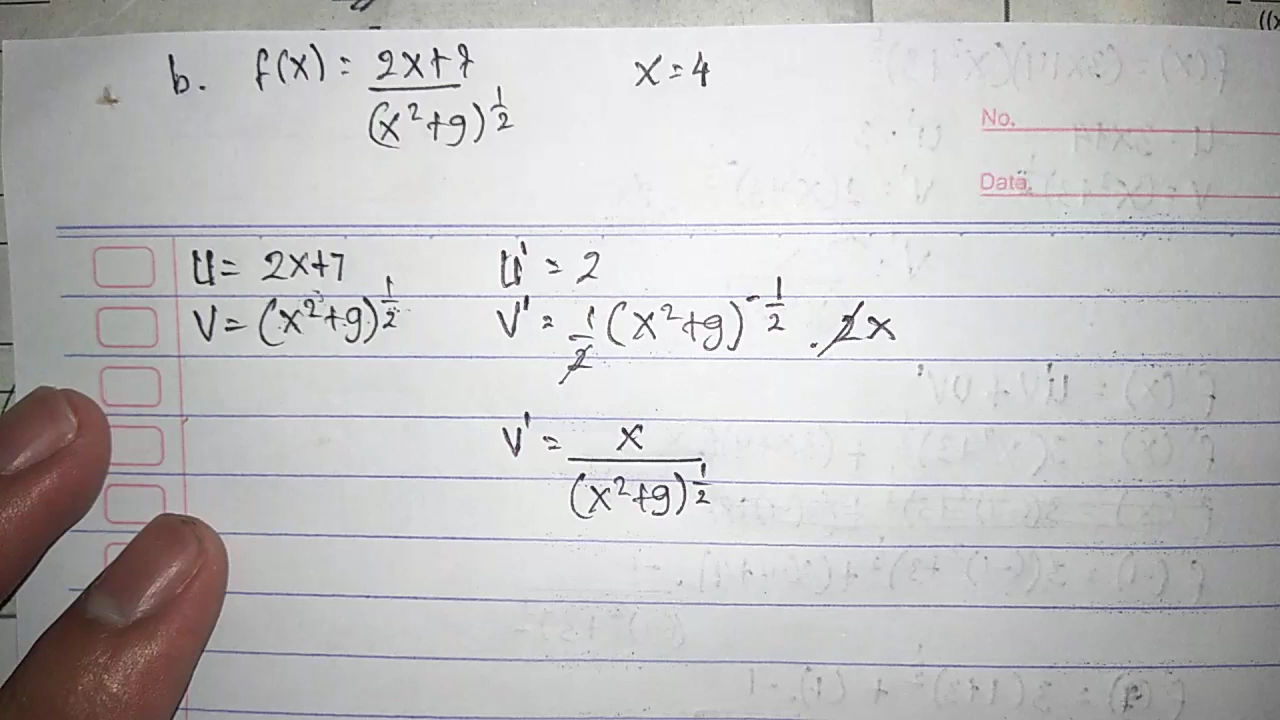 b. f(x) = 2x+7 / (x²+9)^½ x = 4
No.
Date.
U = 2x+7 U' = 2
V = (x²+9)^½ V' = ½ (x²+9)^-½ . 2x
V' = x / (x²+9)^½